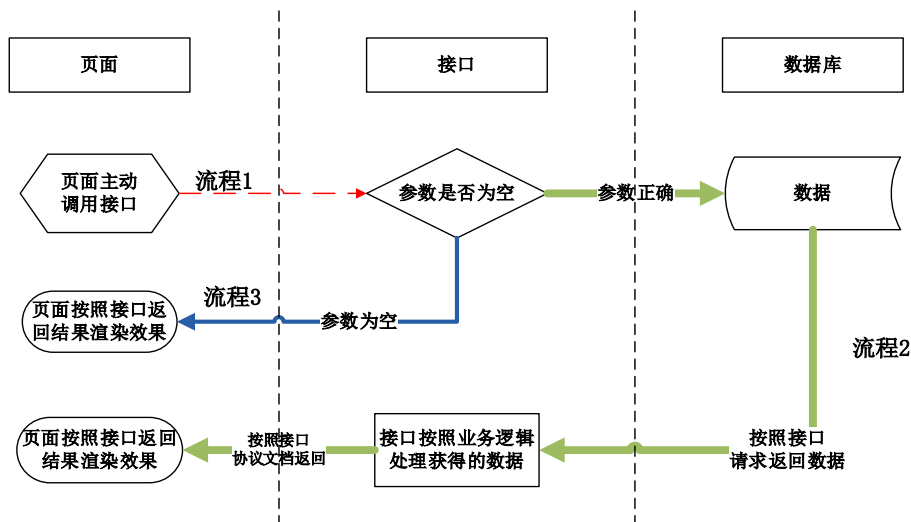 页面
接口
数据库
页面主动
调用接口
流程1
参数是否为空
参数正确
数据
页面按照接口返
回结果渲染效果
流程3
参数为空
流程2
页面按照接口返回
结果渲染效果
按照接口
协议文档返回
接口按照业务逻辑
处理获得的数据
按照接口
请求返回数据